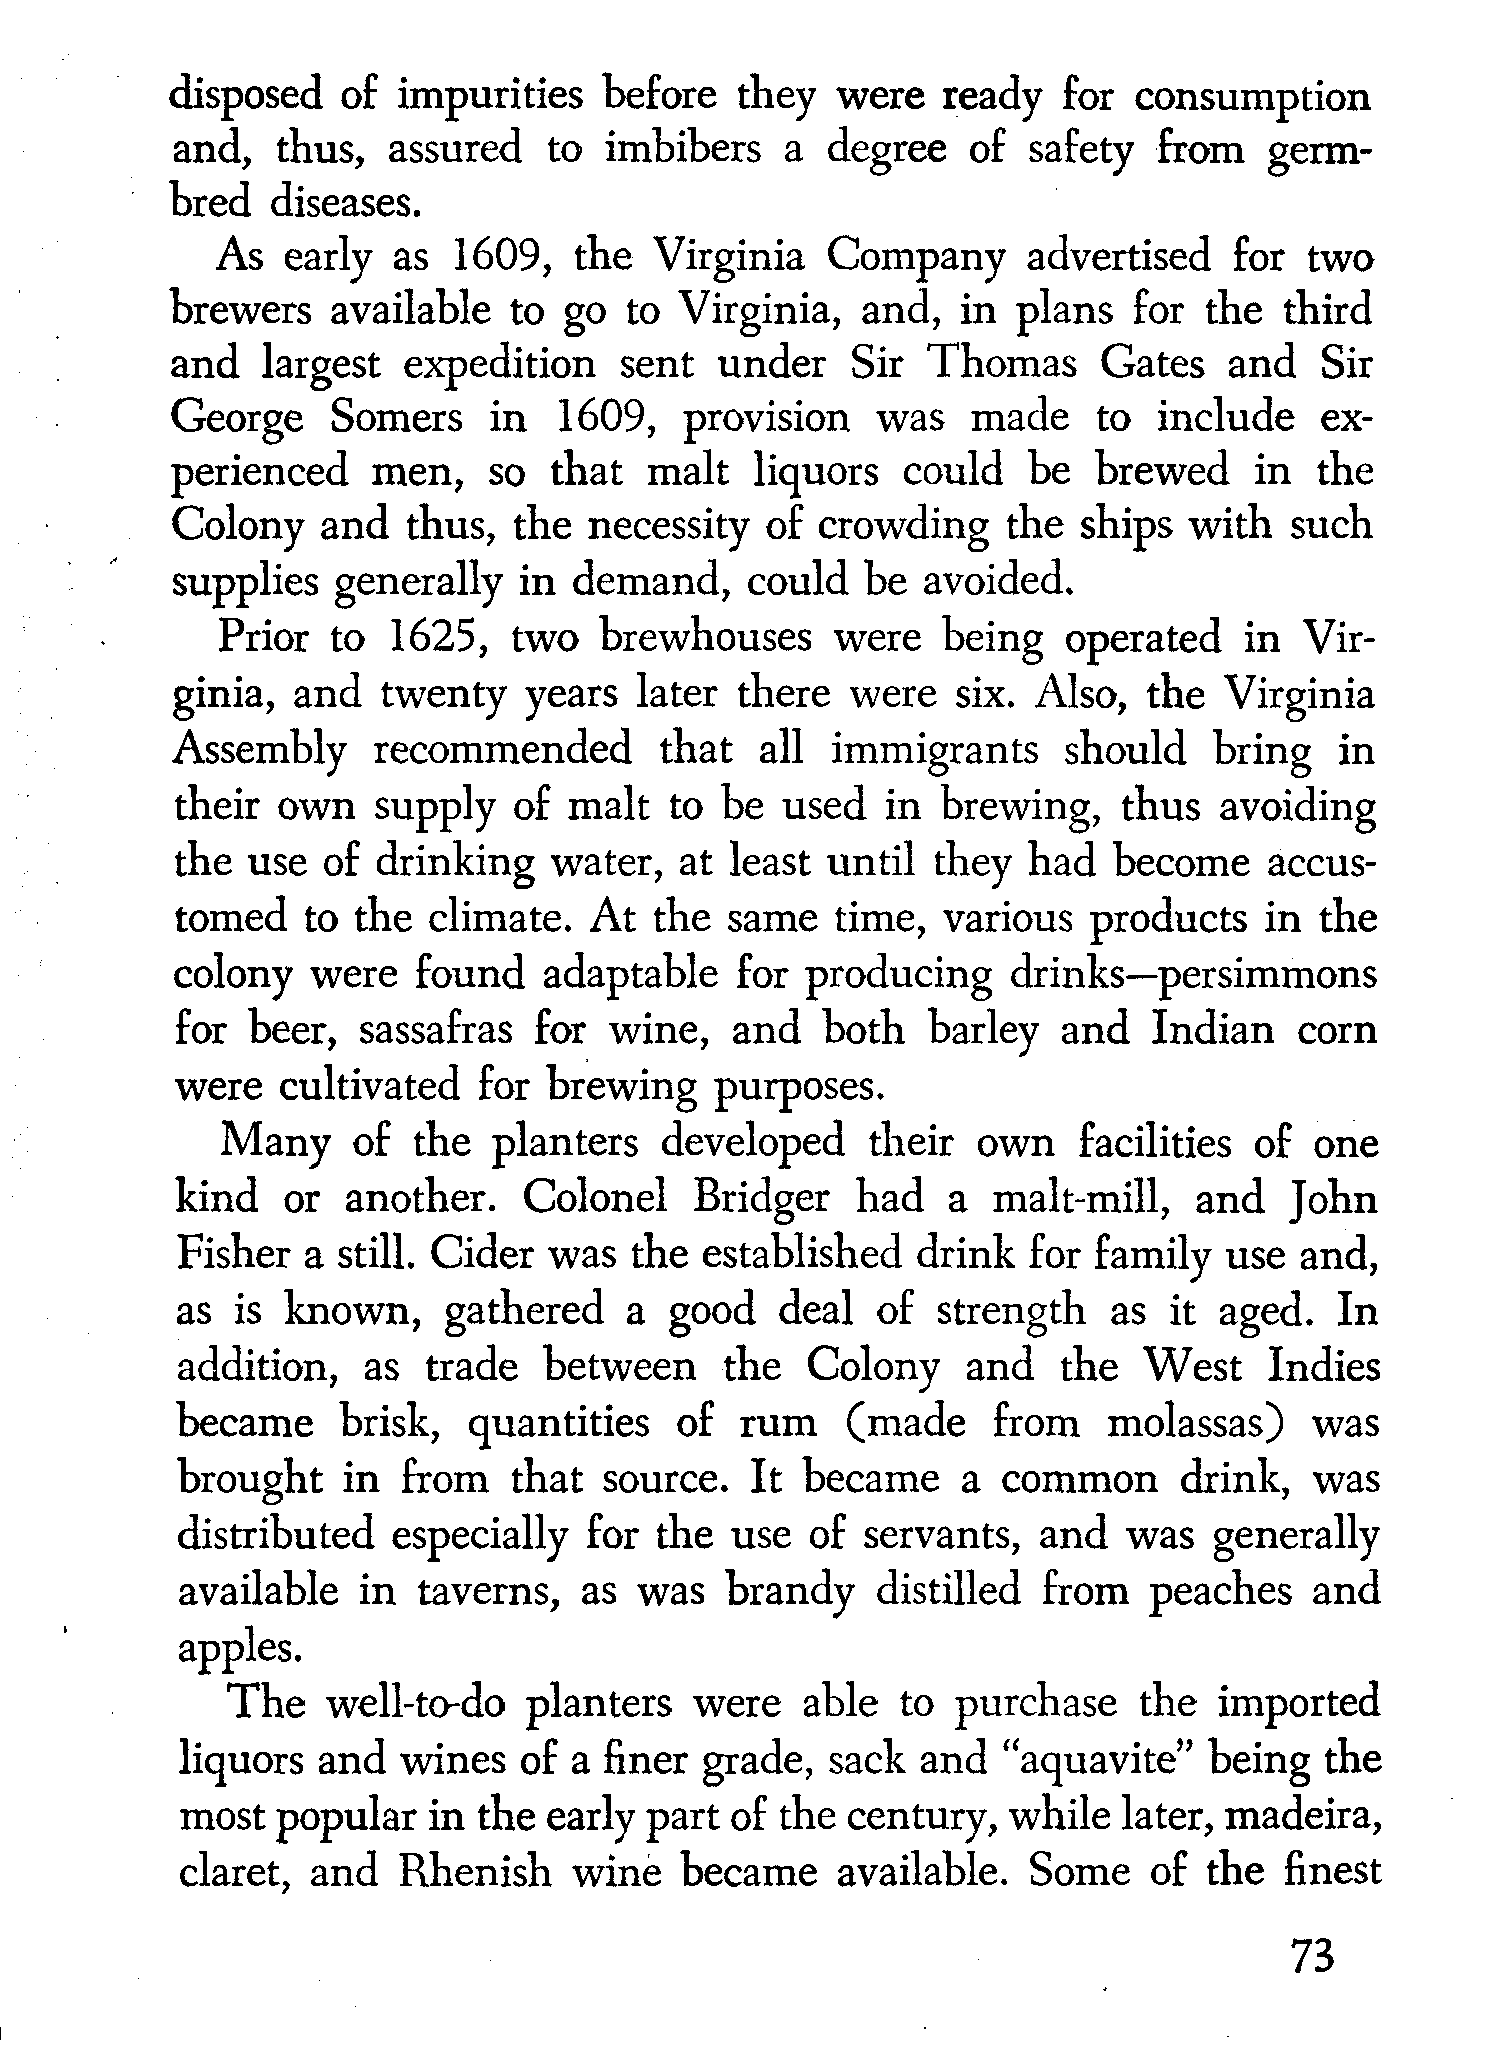 disposed of impurities before they were ready for consumption
and, thus, assured to imbibers a degree of safety from germ-
bred diseases.
As early as 1609, the Virginia Company advertised for two
brewers available to go to Virginia, and, in plans for the third
and largest expedition sent under Sir Thomas Gates and Sir
George Somers in 1609, provision was made to include ex-
perienced men, so that malt liquors could be brewed in the
Colony and thus, the necessity of crowding the ships with such
supplies generally in demand, could be avoided.
Prior to 1625, two brewhouses were being operated in Vir-
ginia, and twenty years later there were six. Also, the Virginia
Assembly recommended that all immigrants should bring in
their own supply of malt to be used in brewing, thus avoiding
the use of drinking water, at least until they had become accus-
tomed to the climate. At the same time, various products in the
colony were found adaptable for producing drinks—persimmons
for beer, sassafras for wine, and both barley and Indian corn
were cultivated for brewing purposes.
Many of the planters developed their own facilities of one
kind or another. Colonel Bridger had a malt-mill, and John
Fisher a still. Cider was the established drink for family use and,
as is known, gathered a good deal of strength as it aged. In
addition, as trade between the Colony and the West Indies
became brisk, quantities of rum (made from molassas) was
brought in from that source. It became a common drink, was
distributed especially for the use of servants, and was generally
available in taverns, as was brandy distilled from peaches and
apples.
The well-to-do planters were able to purchase the imported
liquors and wines of a finer grade, sack and "aquavite" being the
most popular in the early part of the century, while later, madeira,
claret, and Rhenish wine became available. Some of the finest
73